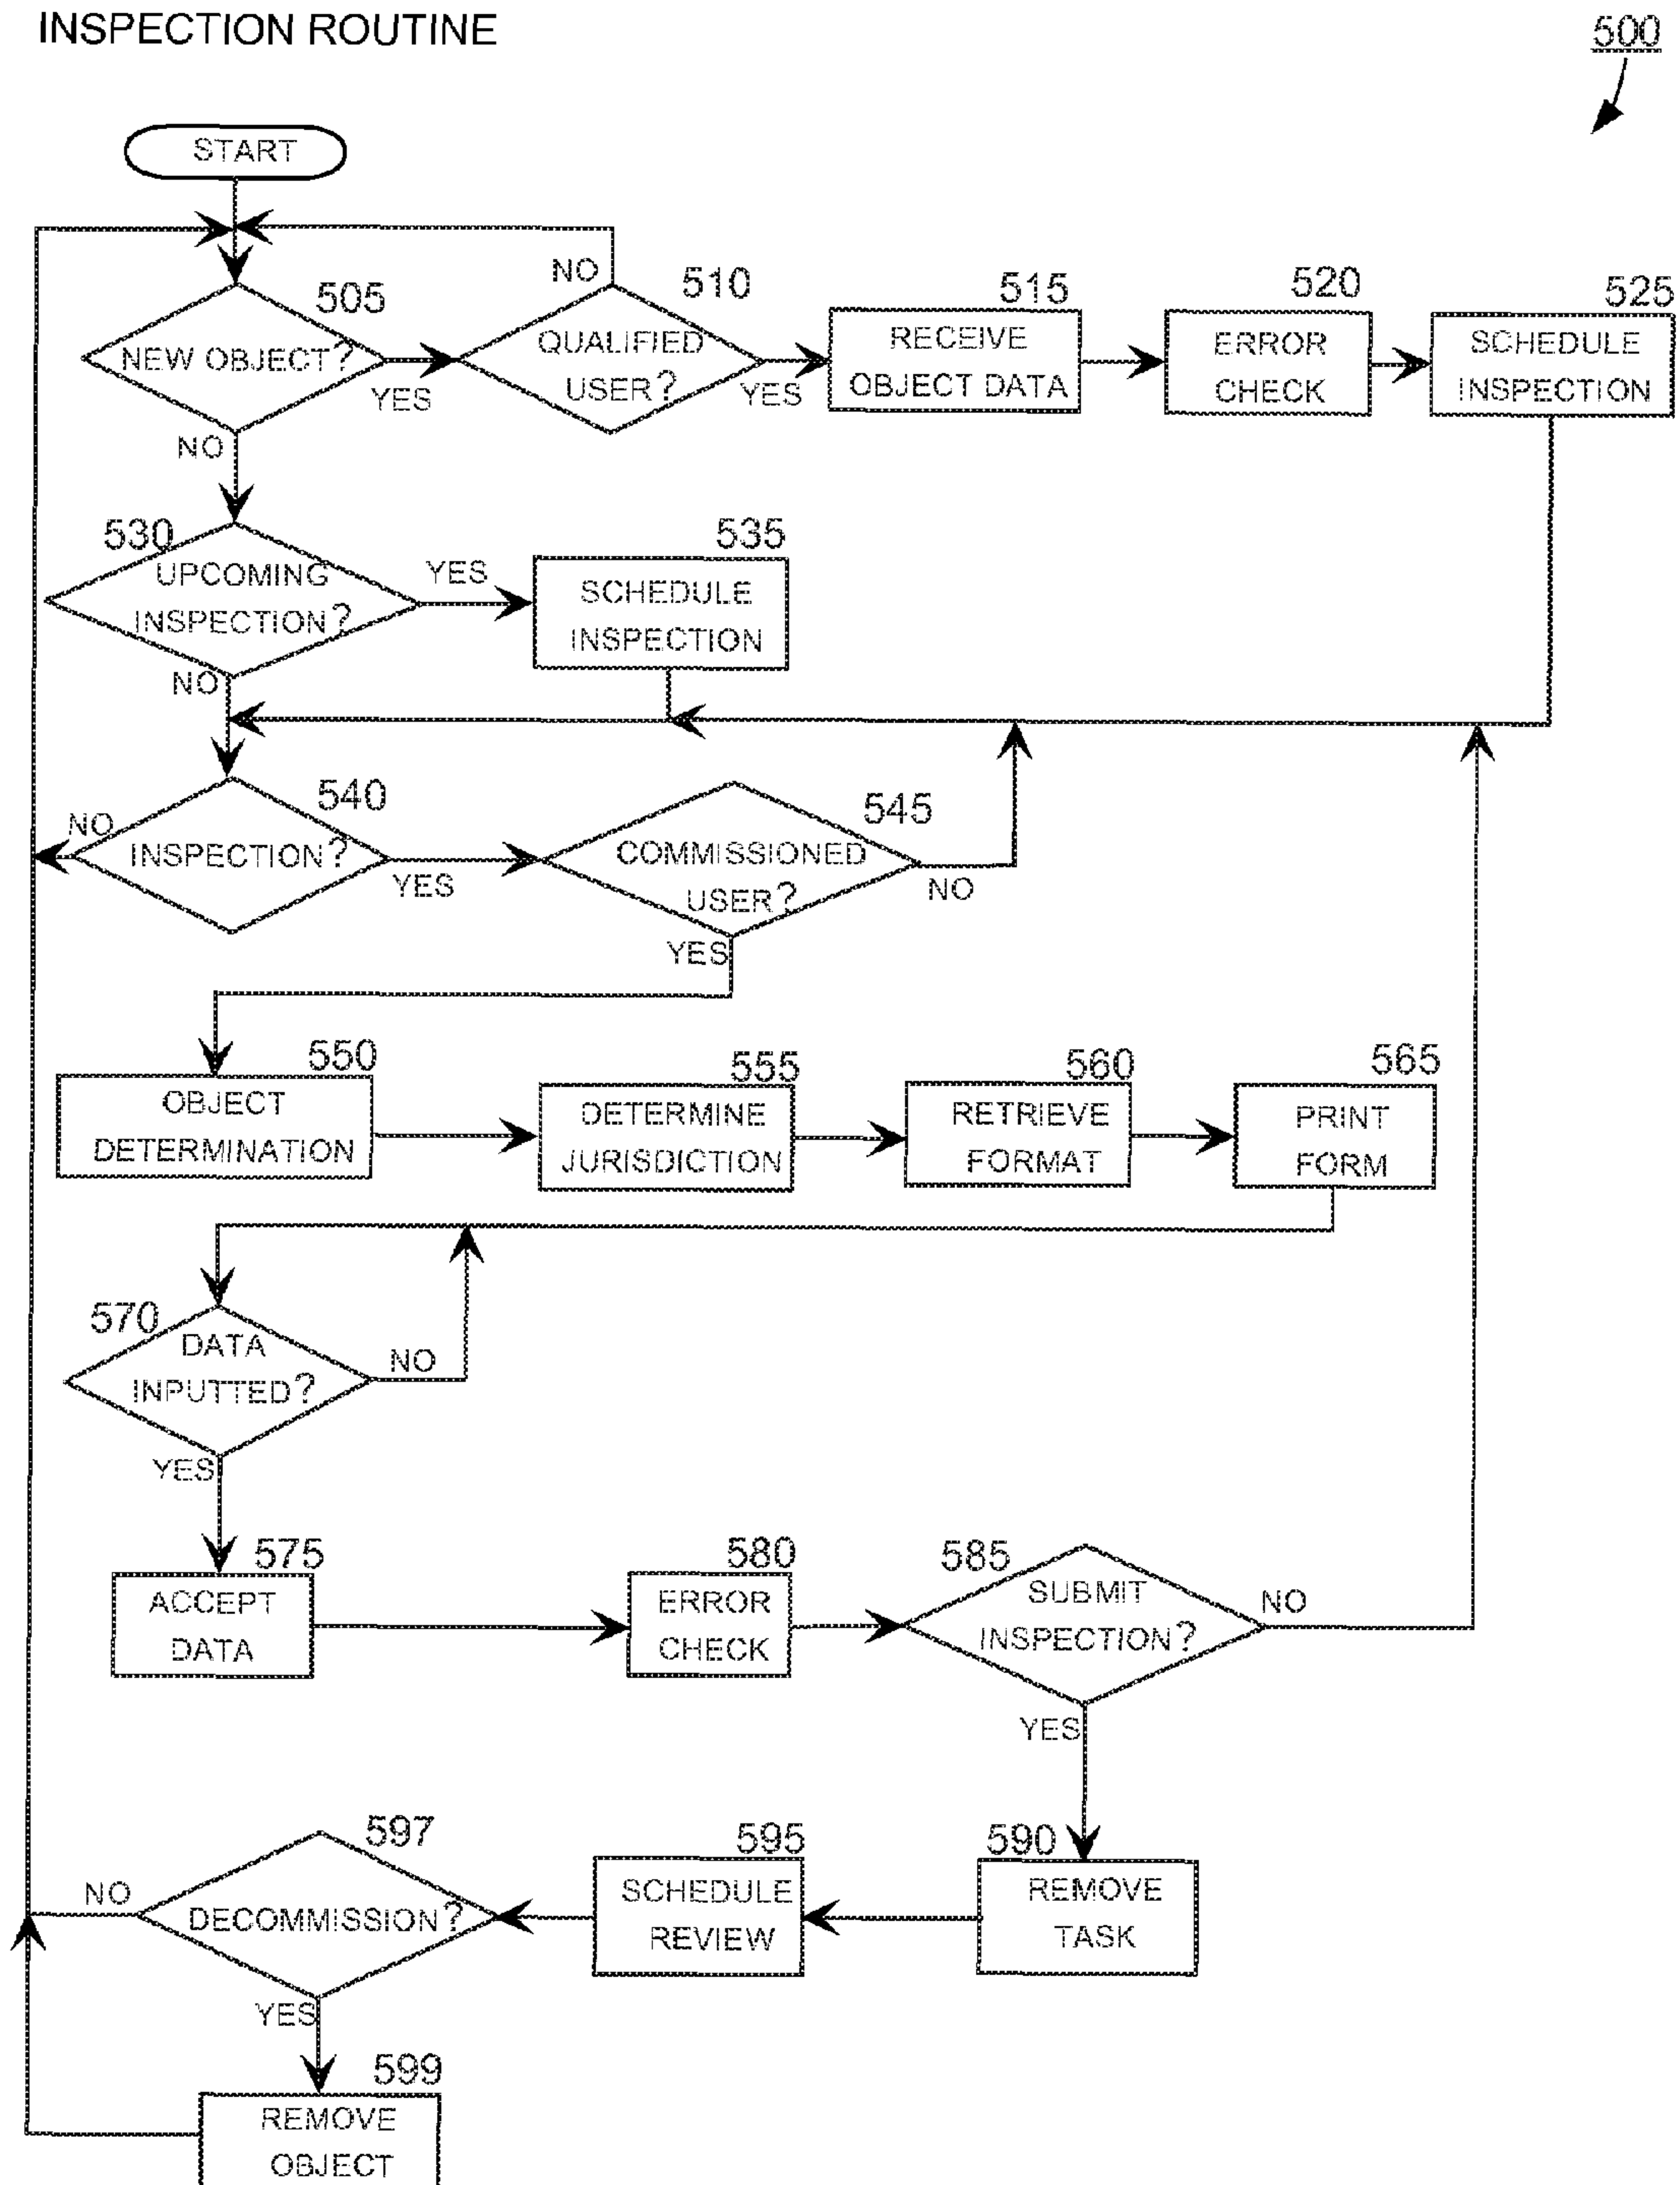 INSPECTION ROUTINE
500
START
NO
505
510
515
520
525
NEW OBJECT?
YES
QUALIFIED
USER?
YES
RECEIVE
OBJECT DATA
ERROR
CHECK
SCHEDULE
INSPECTION
NO
530
UPCOMING
INSPECTION?
YES
535
SCHEDULE
INSPECTION
NO
540
545
NO
INSPECTION?
YES
COMMISSIONED
USER?
NO
YES
550
555
560
565
OBJECT
DETERMINATION
DETERMINE
JURISDICTION
RETRIEVE
FORMAT
PRINT
FORM
570
DATA
INPUTTED?
NO
YES
575
580
585
ACCEPT
DATA
ERROR
CHECK
SUBMIT
INSPECTION?
NO
YES
597
595
590
NO
DECOMMISSION?
SCHEDULE
REVIEW
REMOVE
TASK
YES
599
REMOVE
OBJECT